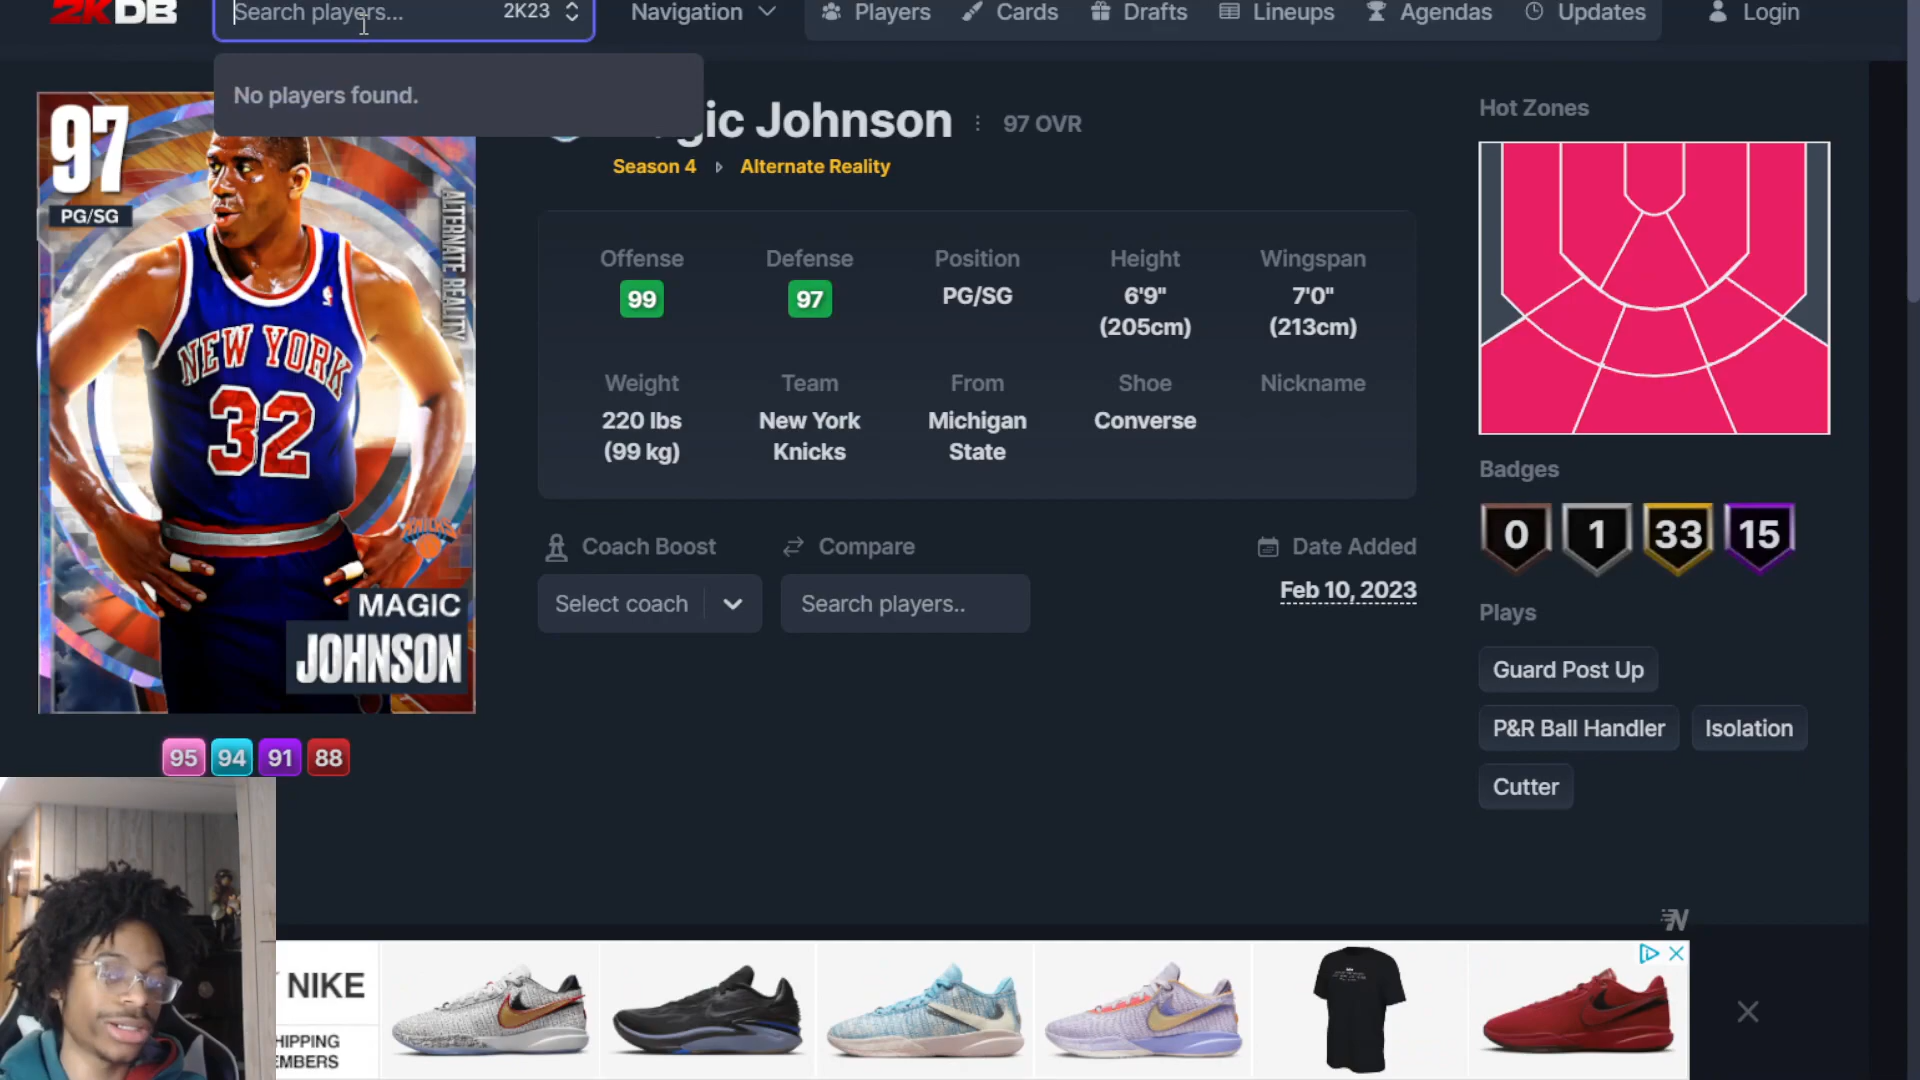 2KDB
Search players...
2K23
Navigation
Players
Cards
Drafts
Lineups
Agendas
Updates
Login
No players found.
gic Johnson
97 OVR
Season 4
Alternate Reality
97
PG/SG
ALTERNATE REALITY
NEW YORK
32
KNICKS
MAGIC
JOHNSON
95 94 91 88
Offense
99
Defense
97
Position
PG/SG
Height
6'9"
(205cm)
Wingspan
7'0"
(213cm)
Weight
220 lbs
(99 kg)
Team
New York
Knicks
From
Michigan
State
Shoe
Converse
Nickname
Coach Boost
Select coach
Compare
Search players..
Date Added
Feb 10, 2023
Hot Zones
Badges
0 1 33 15
Plays
Guard Post Up
P&R Ball Handler
Isolation
Cutter
NIKE
HIPPING
EMBERS